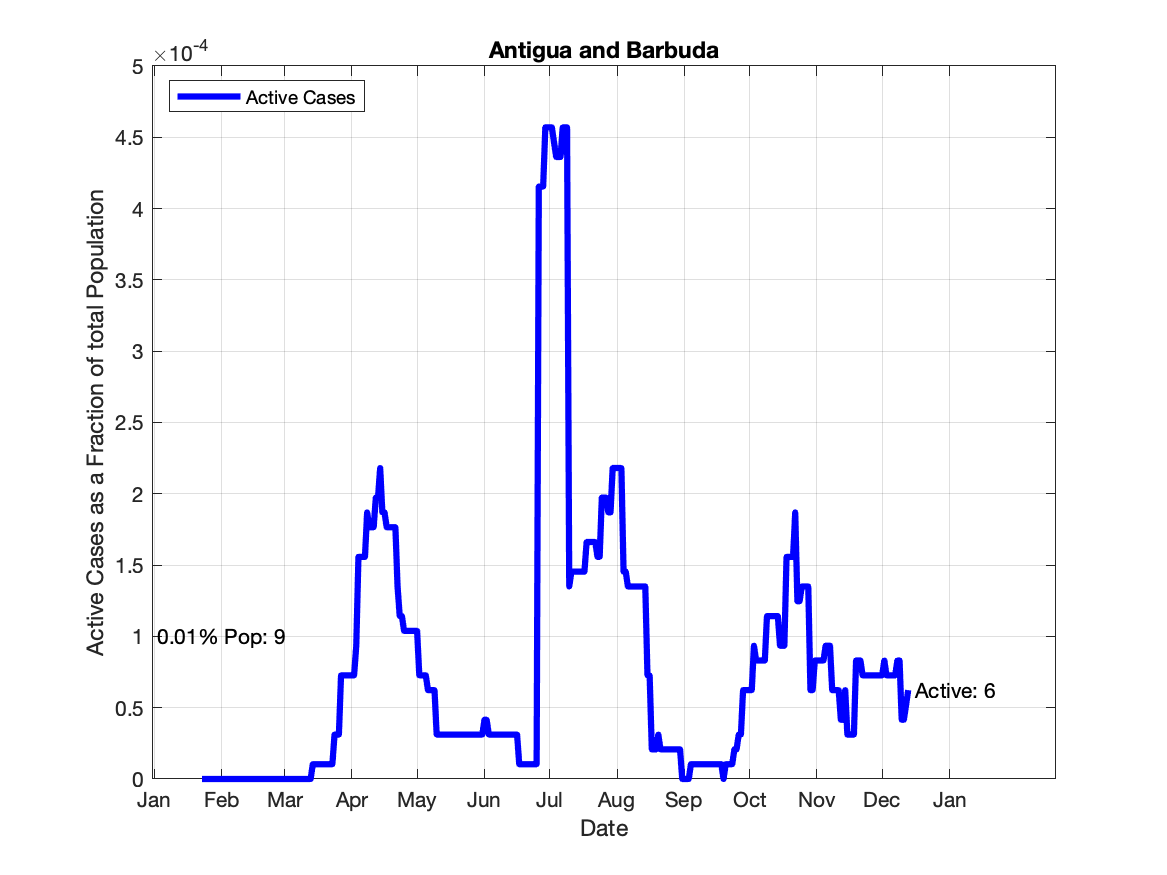 Antigua and Barbuda
×10-4
Active Cases
5
4.5
4
3.5
3
2.5
2
1.5
1
0.5
0
Active Cases as a Fraction of total Population
0.01% Pop: 9
Active: 6
Jan Feb Mar Apr May Jun Jul Aug Sep Oct Nov Dec Jan
Date